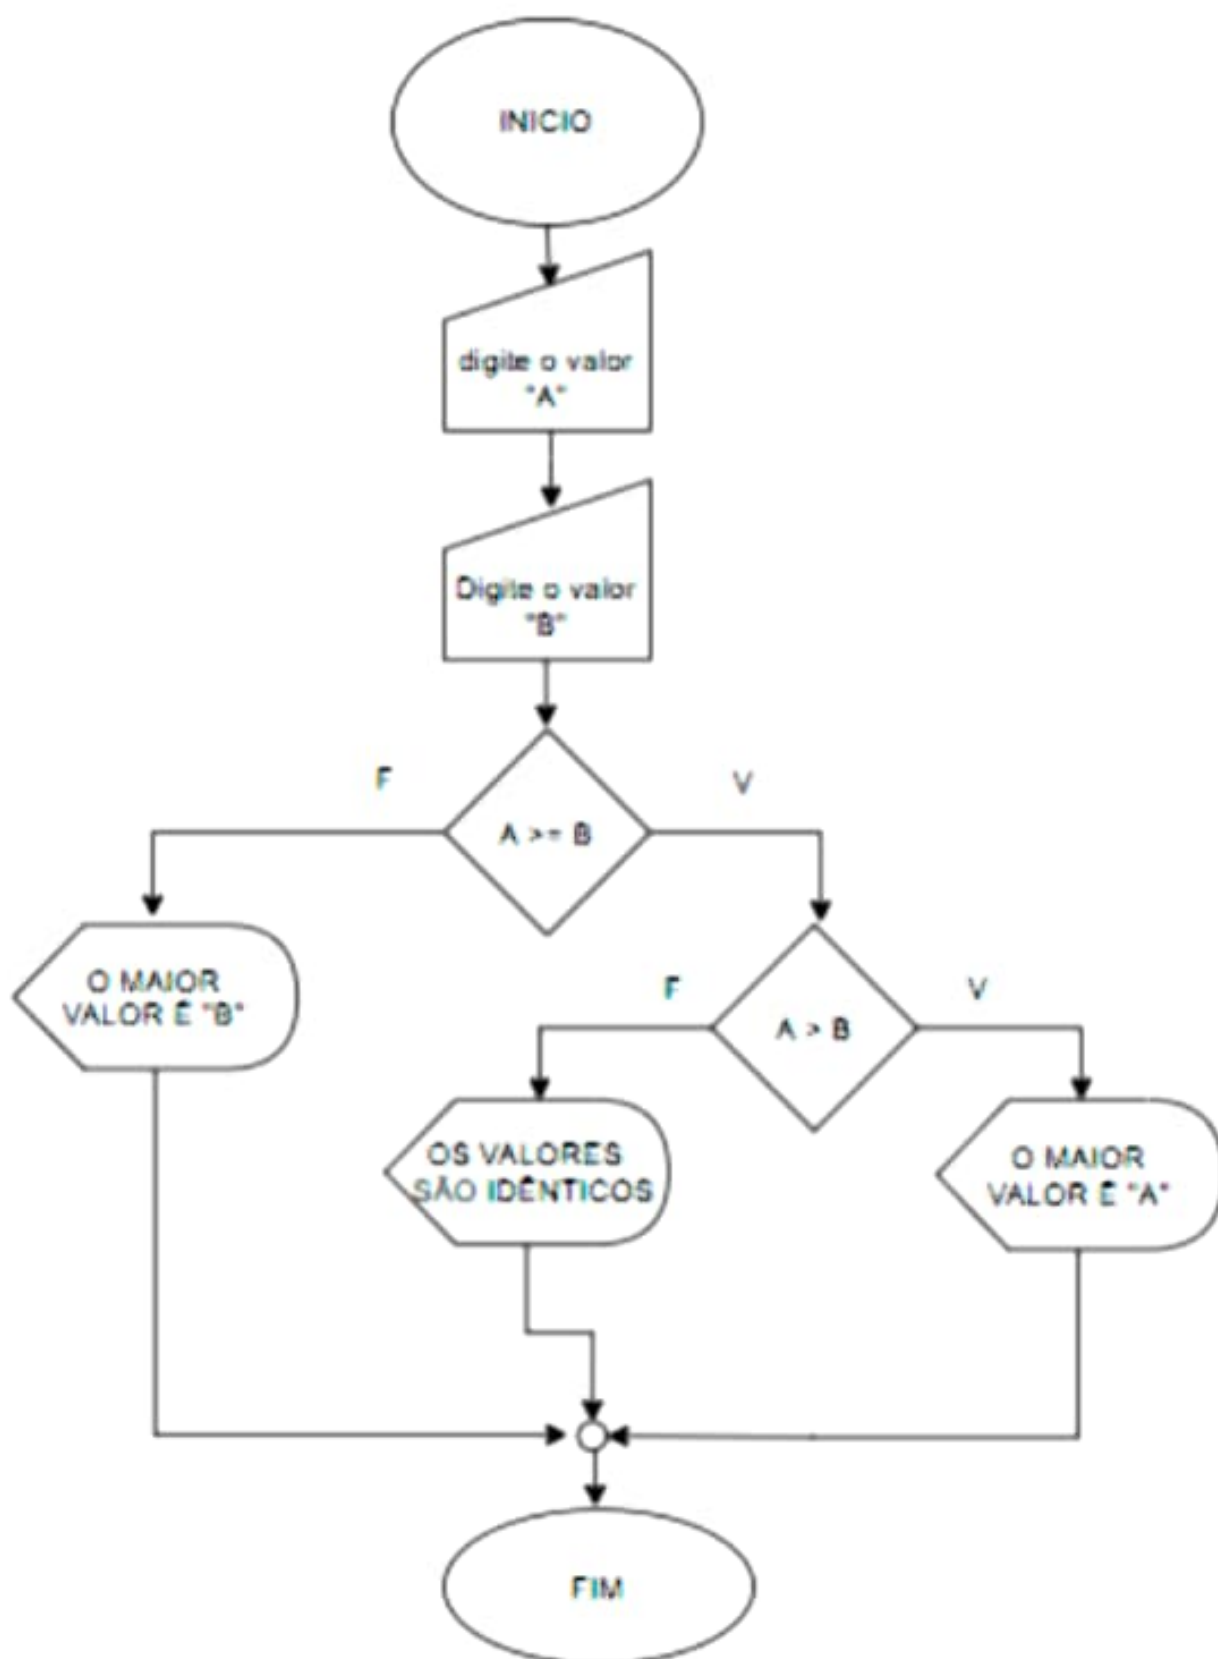 INICIO
digite o valor
"A"
Digite o valor
"B"
F
V
A >= B
O MAIOR
VALOR É "B"
F
V
A > B
OS VALORES
SÃO IDÊNTICOS
O MAIOR
VALOR É "A"
FIM